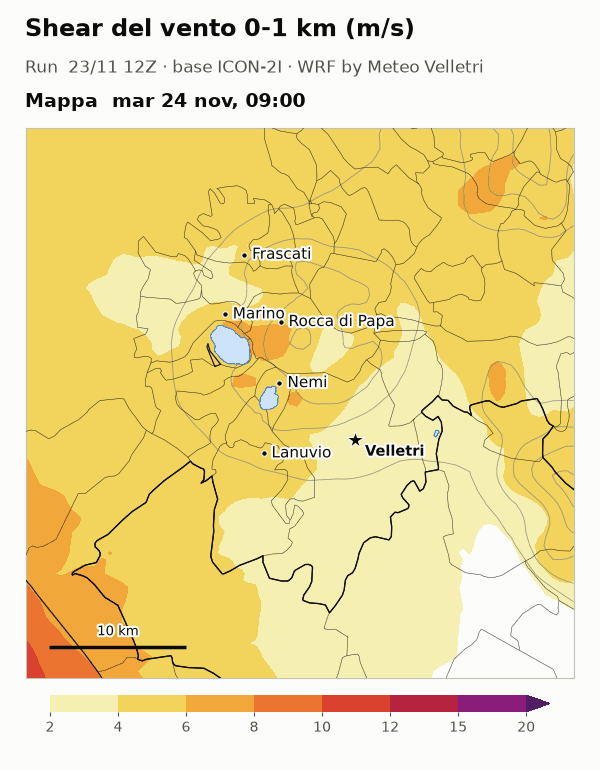 Shear del vento 0-1 km (m/s)
Run  23/11 12Z · base ICON-2I · WRF by Meteo Velletri
Mappa  mar 24 nov, 09:00
Frascati
Marino
Rocca di Papa
Nemi
Velletri
Lanuvio
10 km
2 4 6 8 10 12 15 20